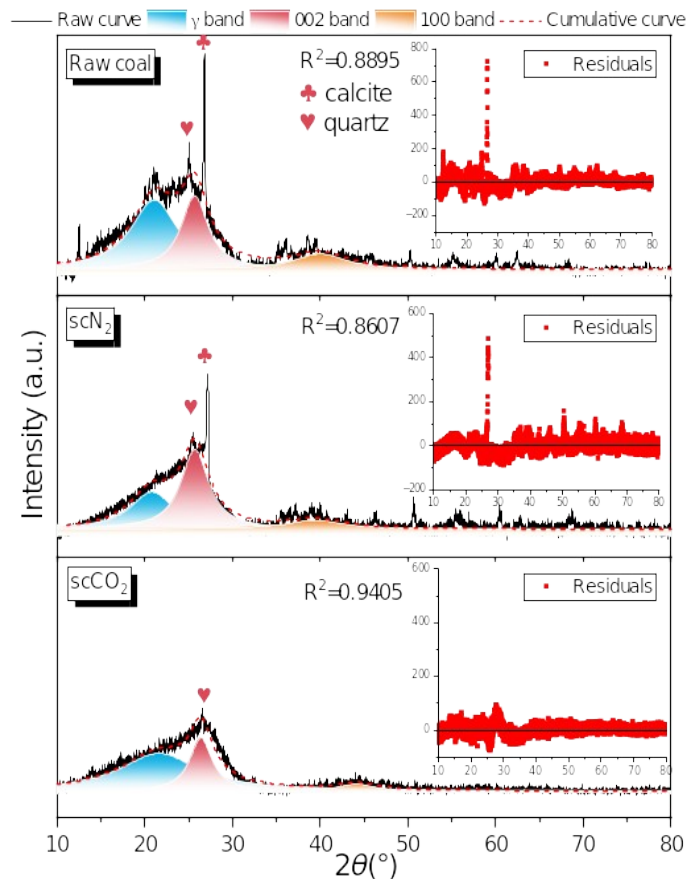 Raw curve γ band 002 band 100 band Cumulative curve
Raw coal
R²=0.8895
♣ calcite
♥ quartz
Residuals
800
600
400
200
0
−200
10 20 30 40 50 60 70 80
scN₂
R²=0.8607
Residuals
600
400
200
0
−200
10 20 30 40 50 60 70 80
scCO₂
R²=0.9405
Residuals
600
400
200
0
10 20 30 40 50 60 70 80
Intensity (a.u.)
10 20 30 40 50 60 70 80
2θ(°)